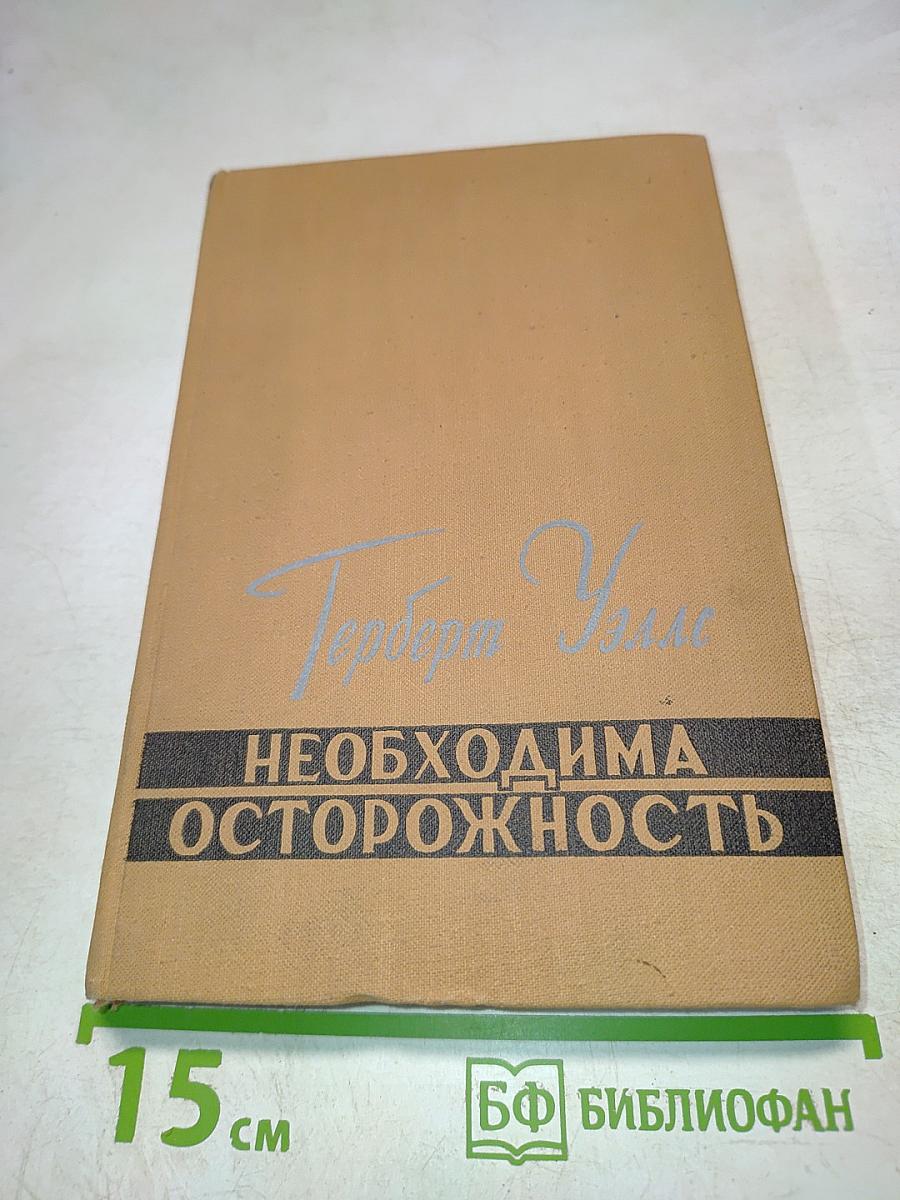 Герберт Уэллс
НЕОБХОДИМА
ОСТОРОЖНОСТЬ
15 см
БФ БИБЛИОФАН